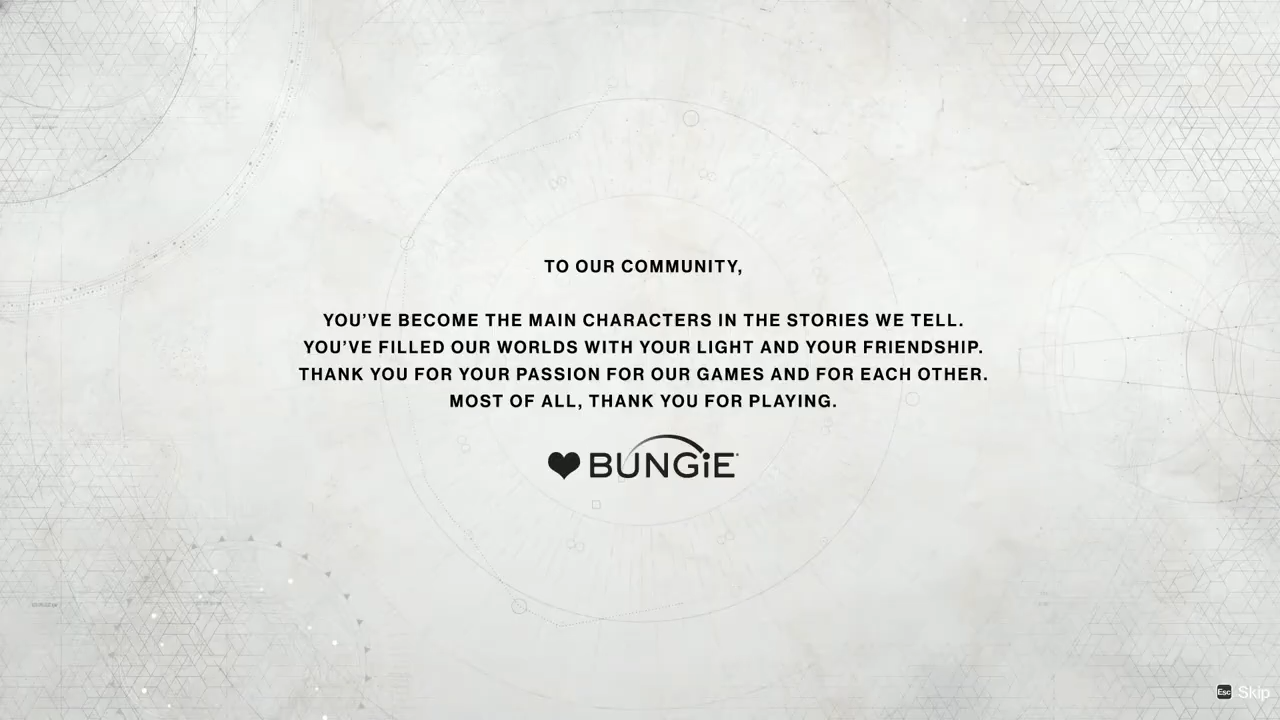 TO OUR COMMUNITY,
YOU'VE BECOME THE MAIN CHARACTERS IN THE STORIES WE TELL.
YOU'VE FILLED OUR WORLDS WITH YOUR LIGHT AND YOUR FRIENDSHIP.
THANK YOU FOR YOUR PASSION FOR OUR GAMES AND FOR EACH OTHER.
MOST OF ALL, THANK YOU FOR PLAYING.
BUNGiE
Esc Skip